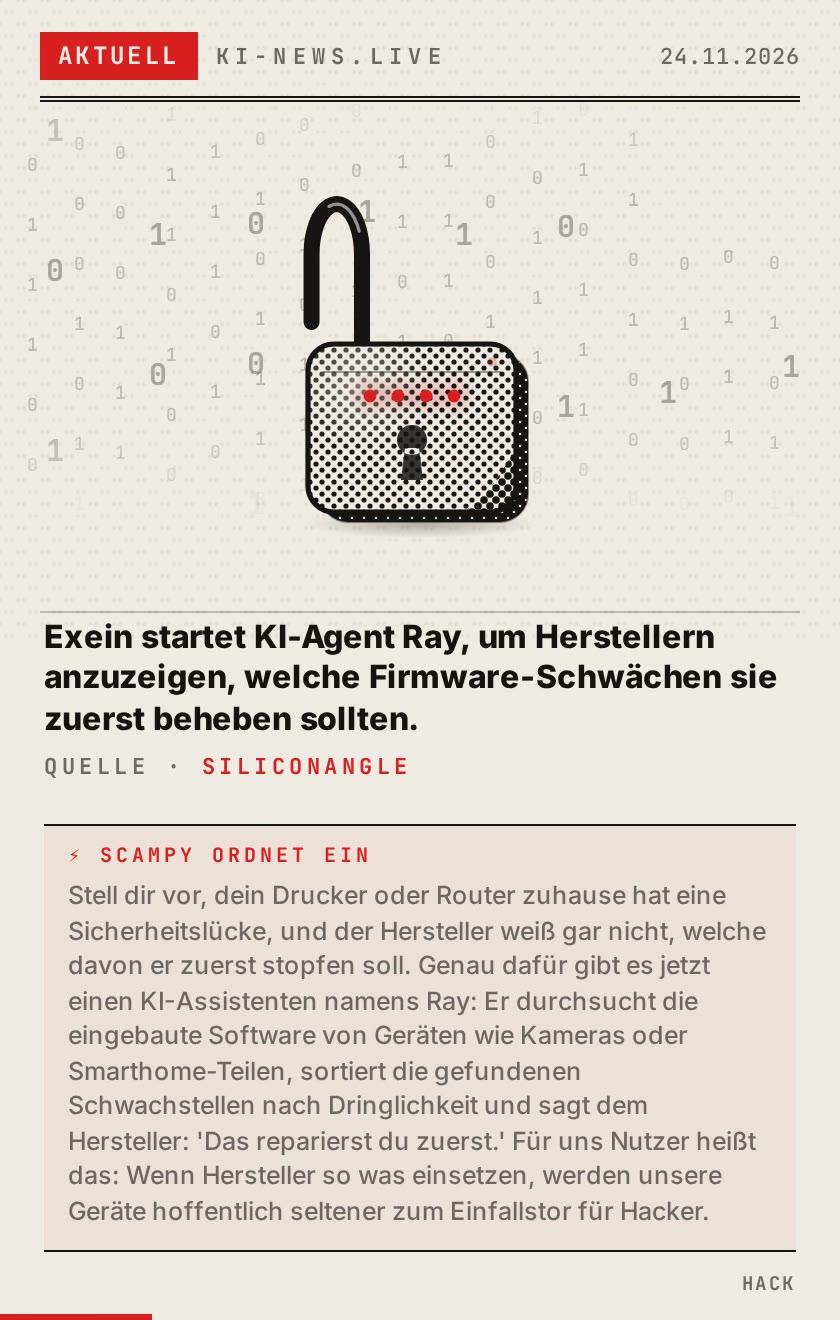 AKTUELL KI-NEWS.LIVE 24.11.2026
Exein startet KI-Agent Ray, um Herstellern
anzuzeigen, welche Firmware-Schwächen sie
zuerst beheben sollten.
QUELLE · SILICONANGLE
⚡ SCAMPY ORDNET EIN
Stell dir vor, dein Drucker oder Router zuhause hat eine
Sicherheitslücke, und der Hersteller weiß gar nicht, welche
davon er zuerst stopfen soll. Genau dafür gibt es jetzt
einen KI-Assistenten namens Ray: Er durchsucht die
eingebaute Software von Geräten wie Kameras oder
Smarthome-Teilen, sortiert die gefundenen
Schwachstellen nach Dringlichkeit und sagt dem
Hersteller: 'Das reparierst du zuerst.' Für uns Nutzer heißt
das: Wenn Hersteller so was einsetzen, werden unsere
Geräte hoffentlich seltener zum Einfallstor für Hacker.
HACK